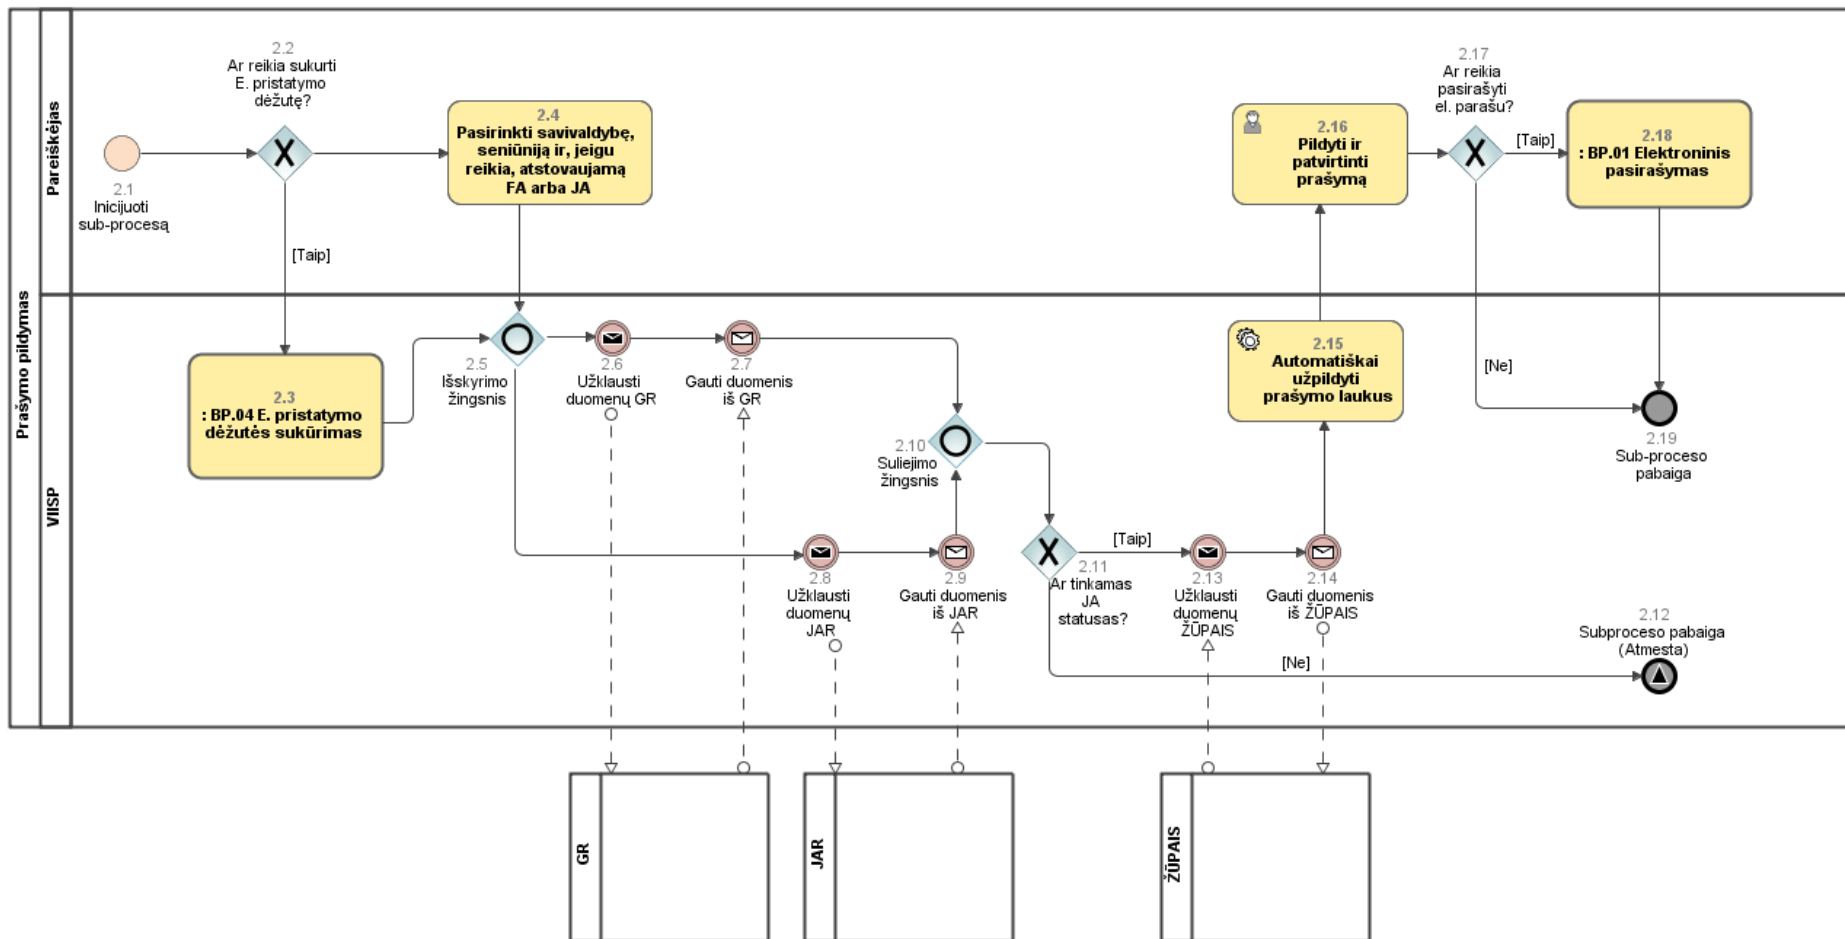 Prašymo pildymas
Pareiškėjas
2.1
Inicijuoti
sub-procesą
2.2
Ar reikia sukurti
E. pristatymo
dėžutę?
[Taip]
2.4
Pasirinkti savivaldybę,
seniūniją ir, jeigu
reikia, atstovaujamą
FA arba JA
2.16
Pildyti ir
patvirtinti
prašymą
2.17
Ar reikia
pasirašyti
el. parašu?
[Taip]
[Ne]
2.18
: BP.01 Elektroninis
pasirašymas
VIISP
2.3
: BP.04 E. pristatymo
dėžutės sukūrimas
2.5
Išskyrimo
žingsnis
2.6
Užklausti
duomenų GR
2.7
Gauti duomenis
iš GR
2.8
Užklausti
duomenų
JAR
2.9
Gauti duomenis
iš JAR
2.10
Suliejimo
žingsnis
2.11
Ar tinkamas
JA
statusas?
[Taip]
[Ne]
2.13
Užklausti
duomenų
ŽŪPAIS
2.14
Gauti duomenis
iš ŽŪPAIS
2.15
Automatiškai
užpildyti
prašymo laukus
2.19
Sub-proceso
pabaiga
2.12
Subproceso pabaiga
(Atmesta)
GR
JAR
ŽŪPAIS